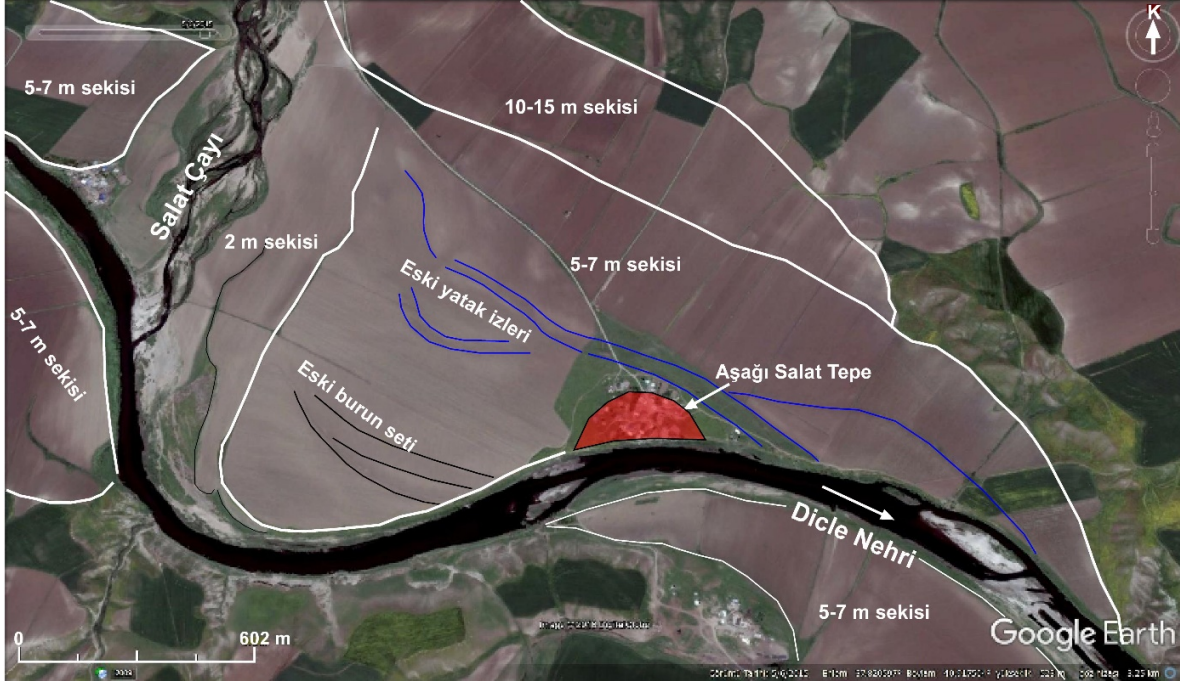 K
5-7 m sekisi
10-15 m sekisi
Salat Çayı
2 m sekisi
5-7 m sekisi
Eski yatak izleri
5-7 m sekisi
Aşağı Salat Tepe
Eski burun seti
Dicle Nehri
5-7 m sekisi
0 602 m
Google Earth
2009